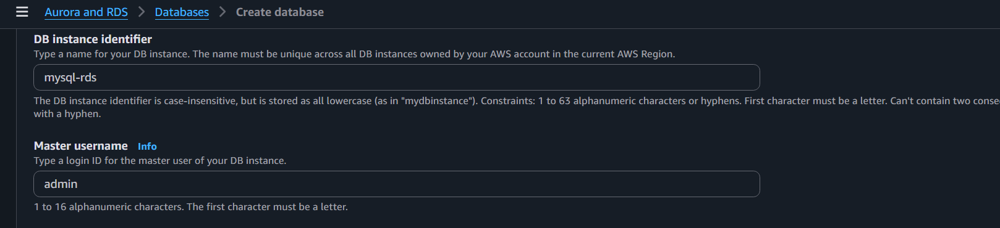 Aurora and RDS > Databases > Create database
DB instance identifier
Type a name for your DB instance. The name must be unique across all DB instances owned by your AWS account in the current AWS Region.
mysql-rds
The DB instance identifier is case-insensitive, but is stored as all lowercase (as in "mydbinstance"). Constraints: 1 to 63 alphanumeric characters or hyphens. First character must be a letter. Can't contain two
with a hyphen.
Master username Info
Type a login ID for the master user of your DB instance.
admin
1 to 16 alphanumeric characters. The first character must be a letter.